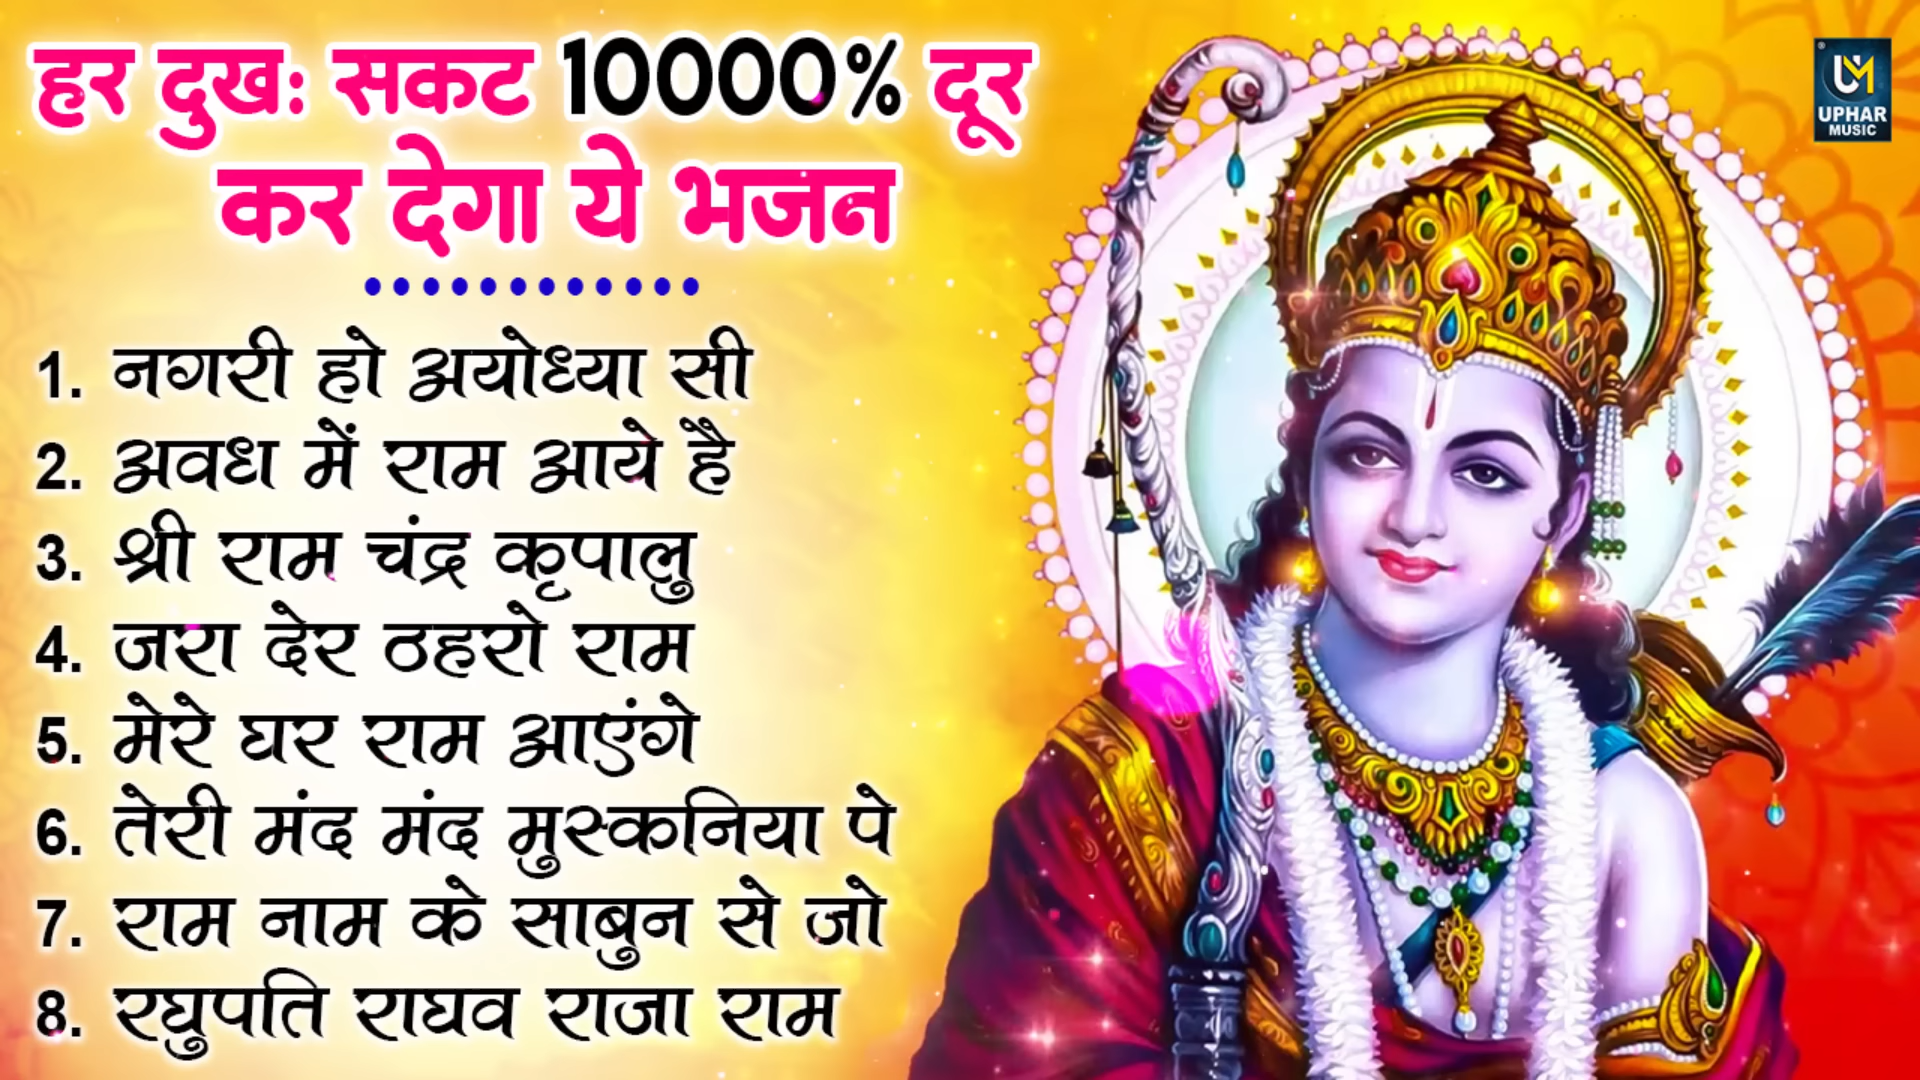 हर दुखः सकट 10000% दूर
कर देगा ये भजन
1. नगरी हो अयोध्या सी
2. अवध में राम आये है
3. श्री राम चंद्र कृपालु
4. जरा देर ठहरो राम
5. मेरे घर राम आएंगे
6. तेरी मंद मंद मुस्कनिया पे
7. राम नाम के साबुन से जो
8. रघुपति राघव राजा राम
UM
UPHAR
MUSIC